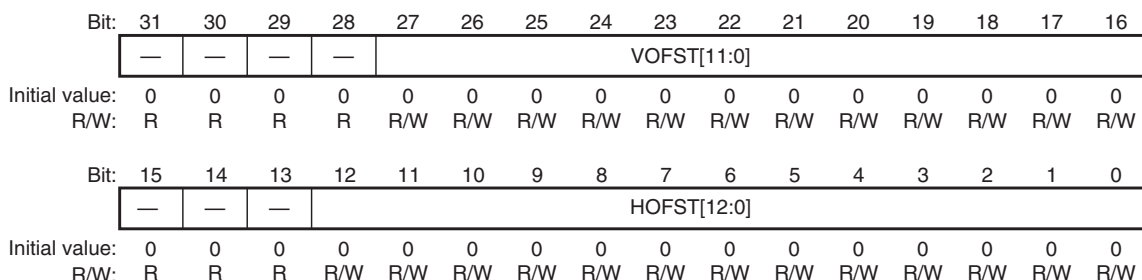 Bit: 31 30 29 28 27 26 25 24 23 22 21 20 19 18 17 16
— — — — VOFST[11:0]
Initial value: 0 0 0 0 0 0 0 0 0 0 0 0 0 0 0 0
R/W: R R R R R/W R/W R/W R/W R/W R/W R/W R/W R/W R/W R/W R/W
Bit: 15 14 13 12 11 10 9 8 7 6 5 4 3 2 1 0
— — — HOFST[12:0]
Initial value: 0 0 0 0 0 0 0 0 0 0 0 0 0 0 0 0
R/W: R R R R/W R/W R/W R/W R/W R/W R/W R/W R/W R/W R/W R/W R/W